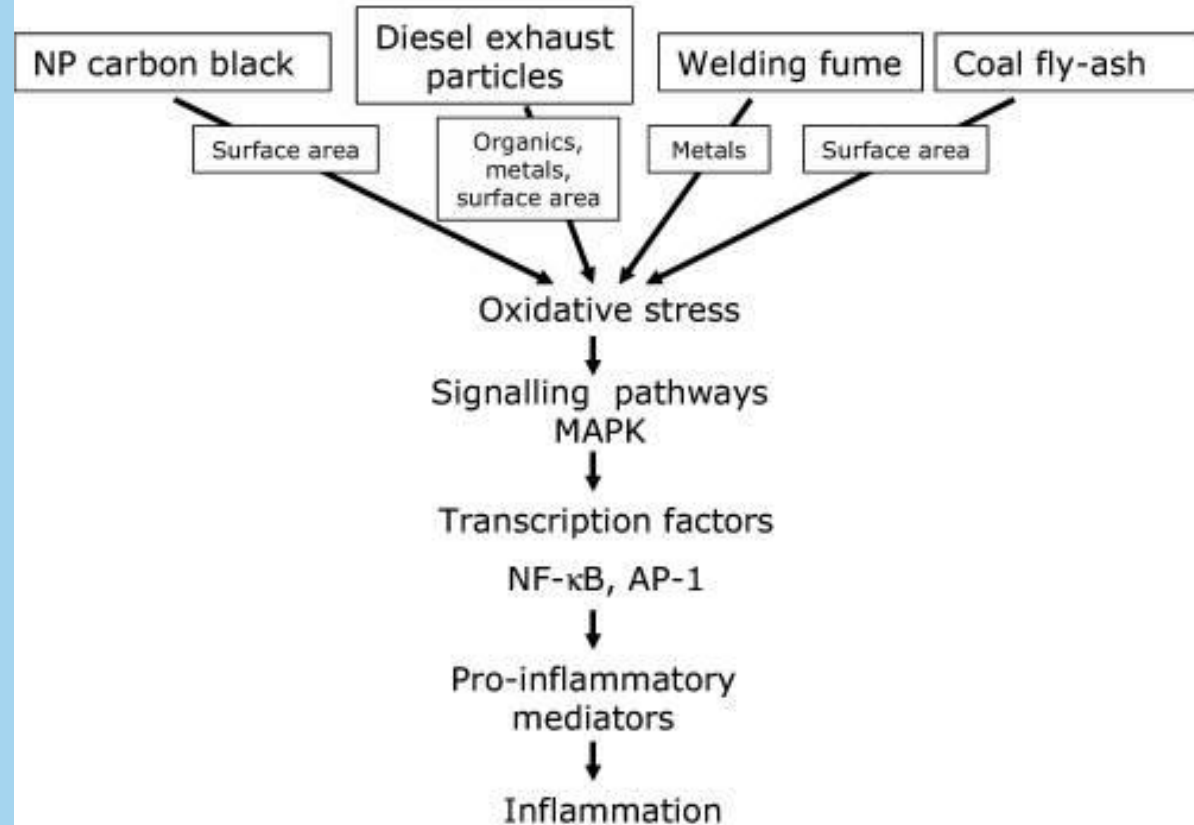 NP carbon black
Diesel exhaust
particles
Welding fume
Coal fly-ash
Surface area
Organics,
metals,
surface area
Metals
Surface area
Oxidative stress
Signalling pathways
MAPK
Transcription factors
NF-κB, AP-1
Pro-inflammatory
mediators
Inflammation